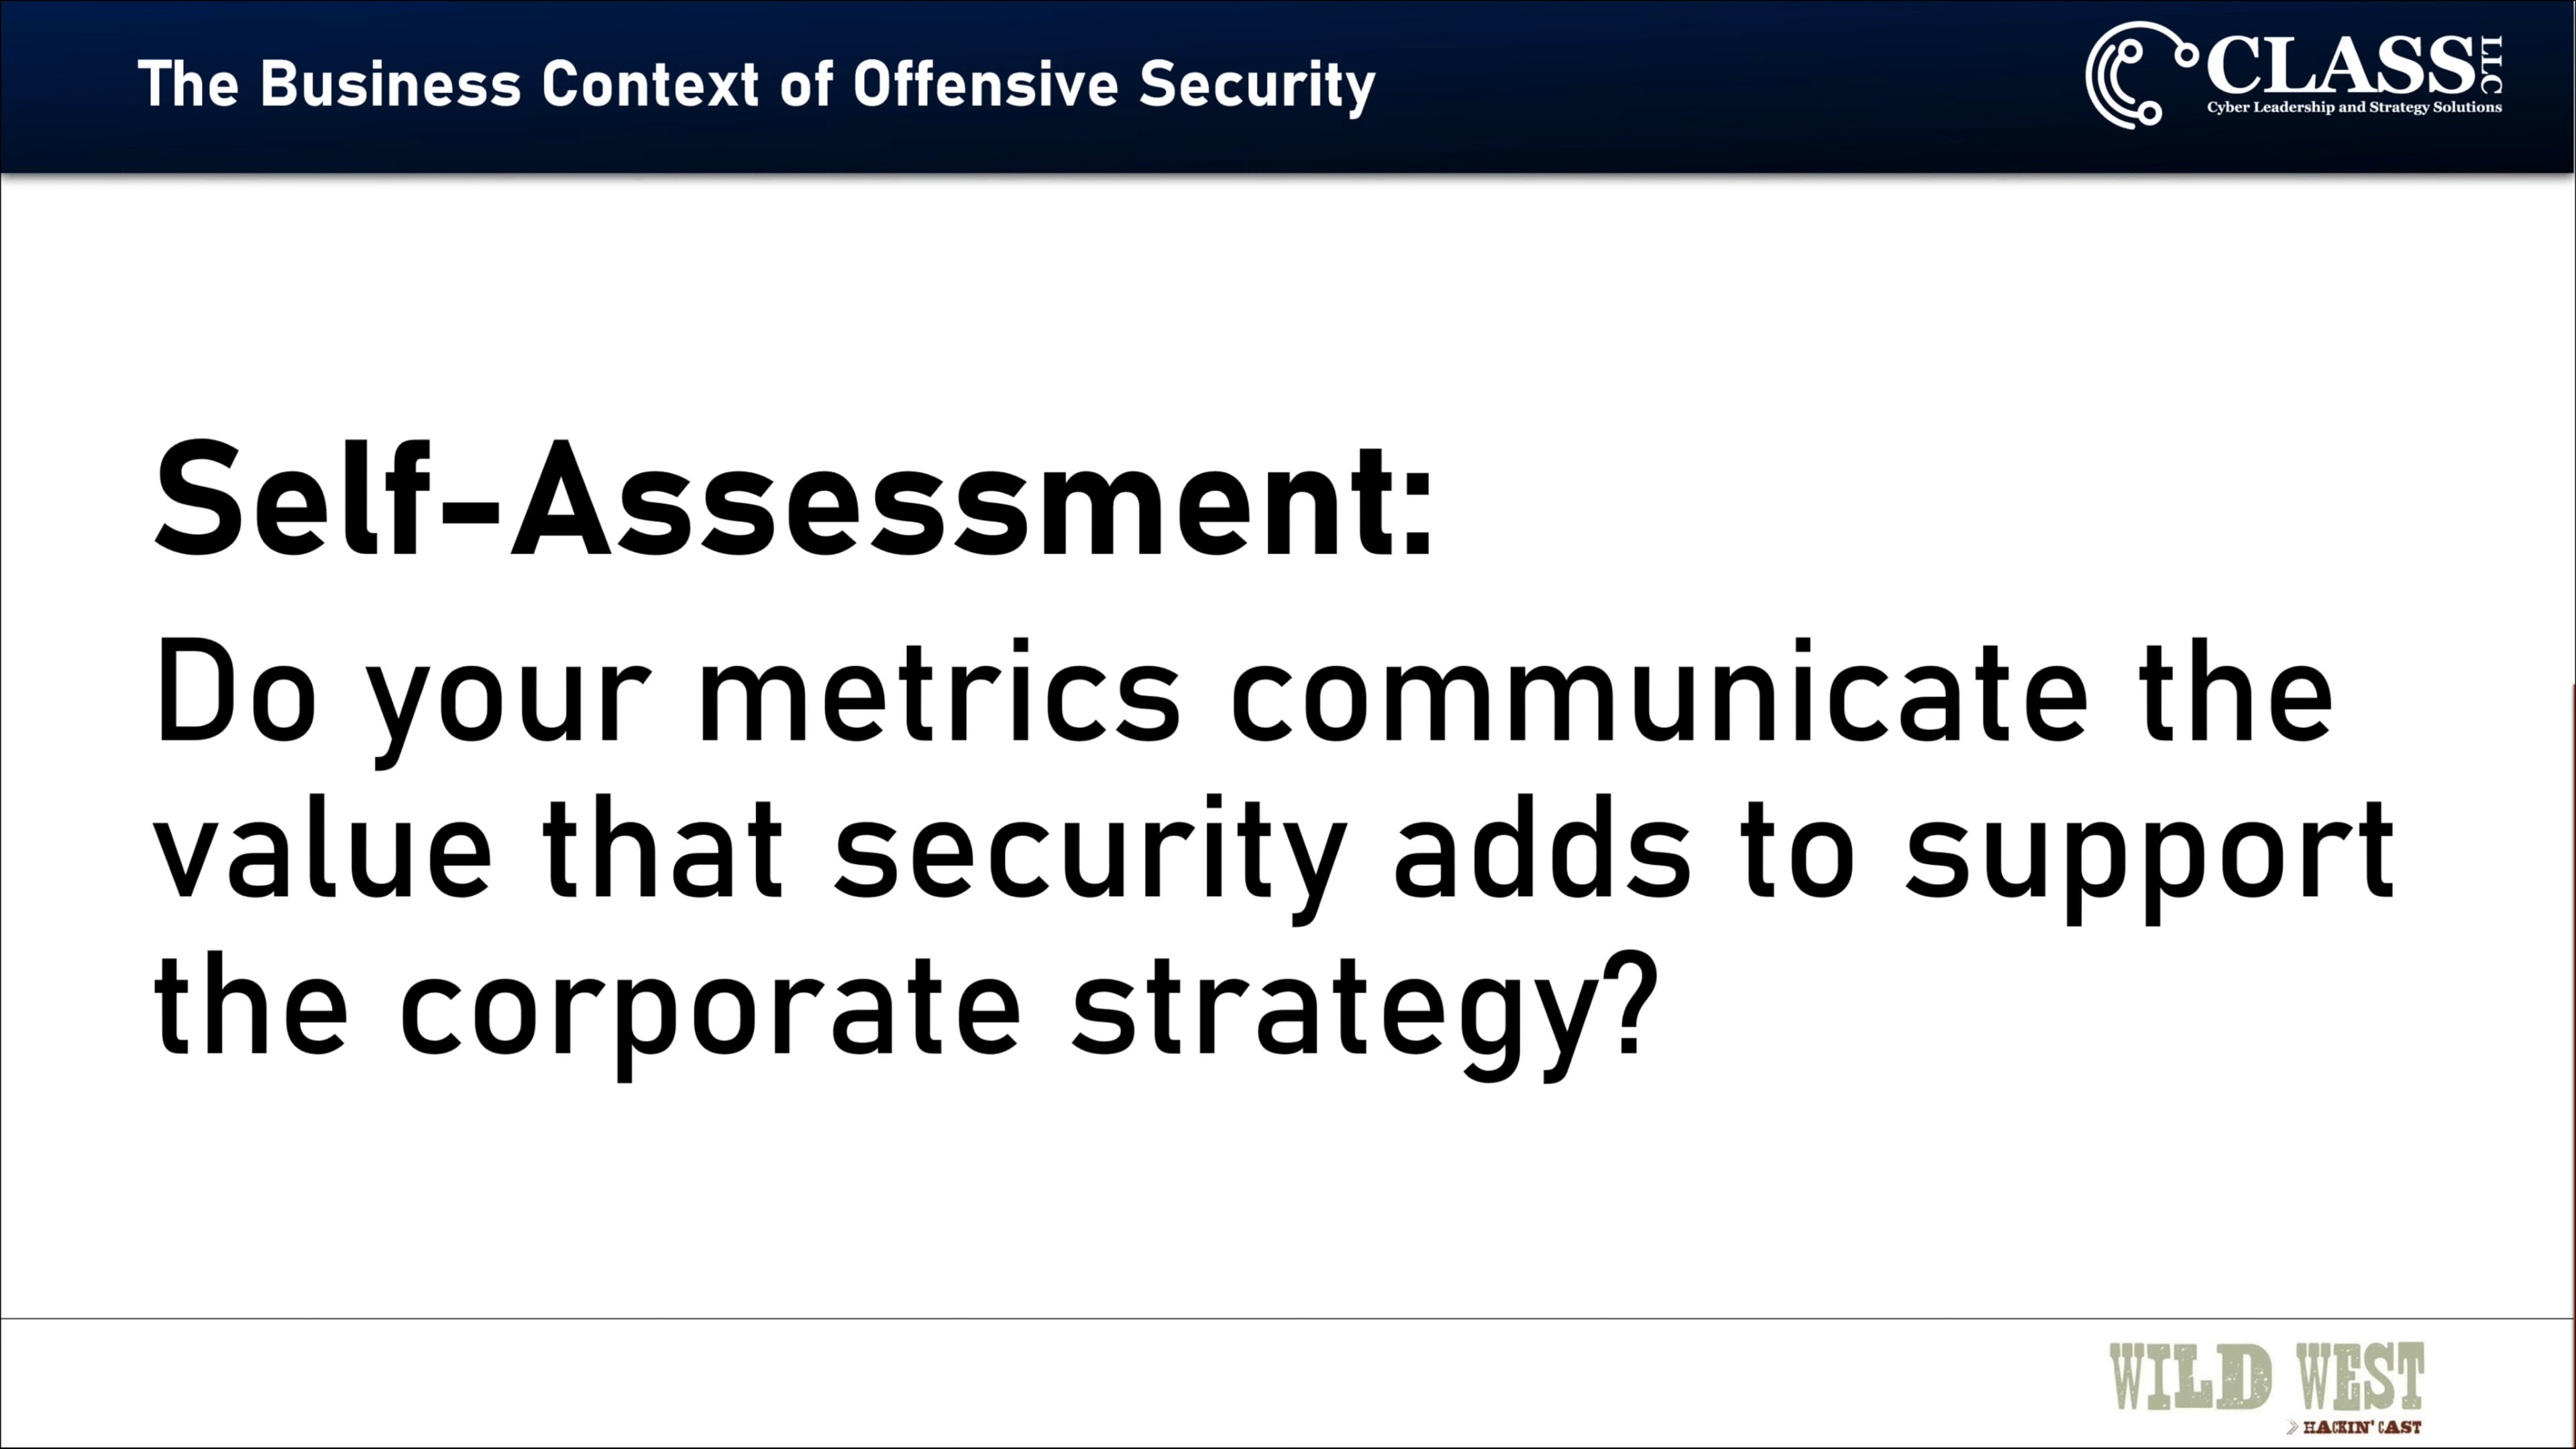 The Business Context of Offensive Security
CLASS LLC
Cyber Leadership and Strategy Solutions
Self-Assessment:
Do your metrics communicate the
value that security adds to support
the corporate strategy?
WILD WEST
HACKIN' CAST